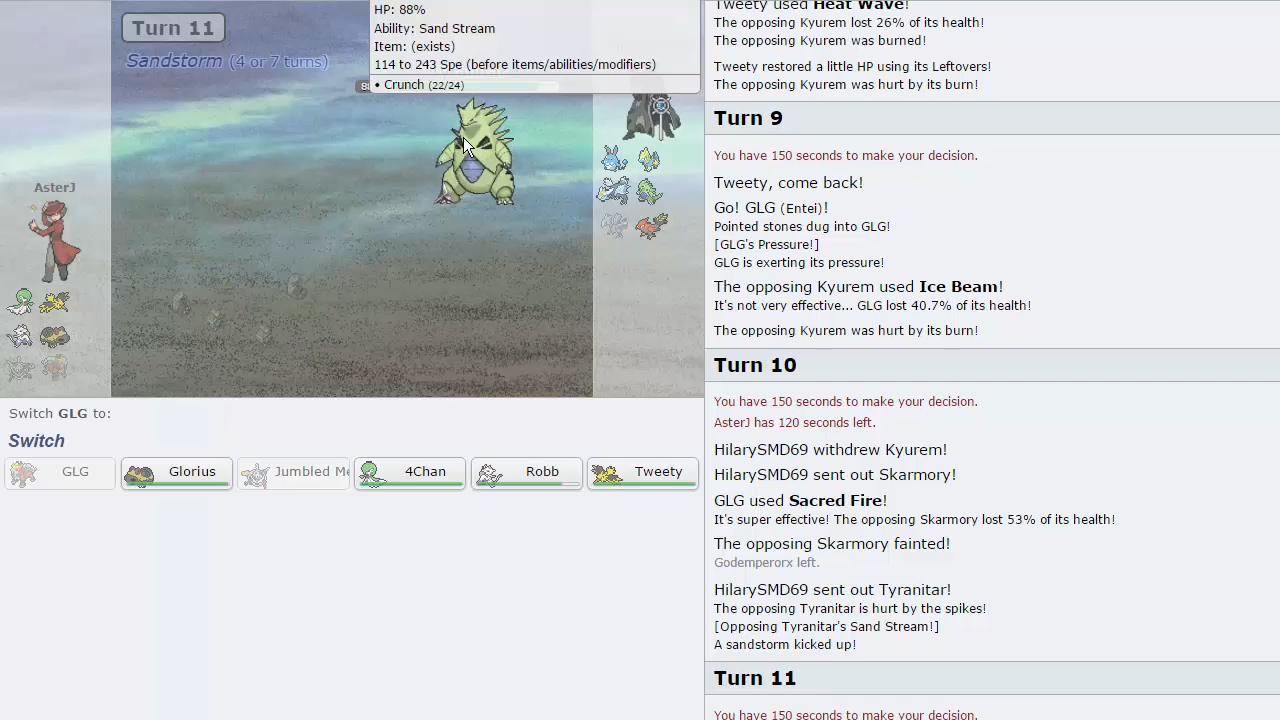 Turn 11
Sandstorm (4 or 7 turns)
HP: 88%
Ability: Sand Stream
Item: (exists)
114 to 243 Spe (before items/abilities/modifiers)
• Crunch (22/24)
AsterJ
Switch GLG to:
Switch
GLG
Glorius
Jumbled Me
4Chan
Robb
Tweety
Tweety used Heat Wave!
The opposing Kyurem lost 26% of its health!
The opposing Kyurem was burned!
Tweety restored a little HP using its Leftovers!
The opposing Kyurem was hurt by its burn!
Turn 9
You have 150 seconds to make your decision.
Tweety, come back!
Go! GLG (Entei)!
Pointed stones dug into GLG!
[GLG's Pressure!]
GLG is exerting its pressure!
The opposing Kyurem used Ice Beam!
It's not very effective... GLG lost 40.7% of its health!
The opposing Kyurem was hurt by its burn!
Turn 10
You have 150 seconds to make your decision.
AsterJ has 120 seconds left.
HilarySMD69 withdrew Kyurem!
HilarySMD69 sent out Skarmory!
GLG used Sacred Fire!
It's super effective! The opposing Skarmory lost 53% of its health!
The opposing Skarmory fainted!
Godemperorx left.
HilarySMD69 sent out Tyranitar!
The opposing Tyranitar is hurt by the spikes!
[Opposing Tyranitar's Sand Stream!]
A sandstorm kicked up!
Turn 11
You have 150 seconds to make your decision.